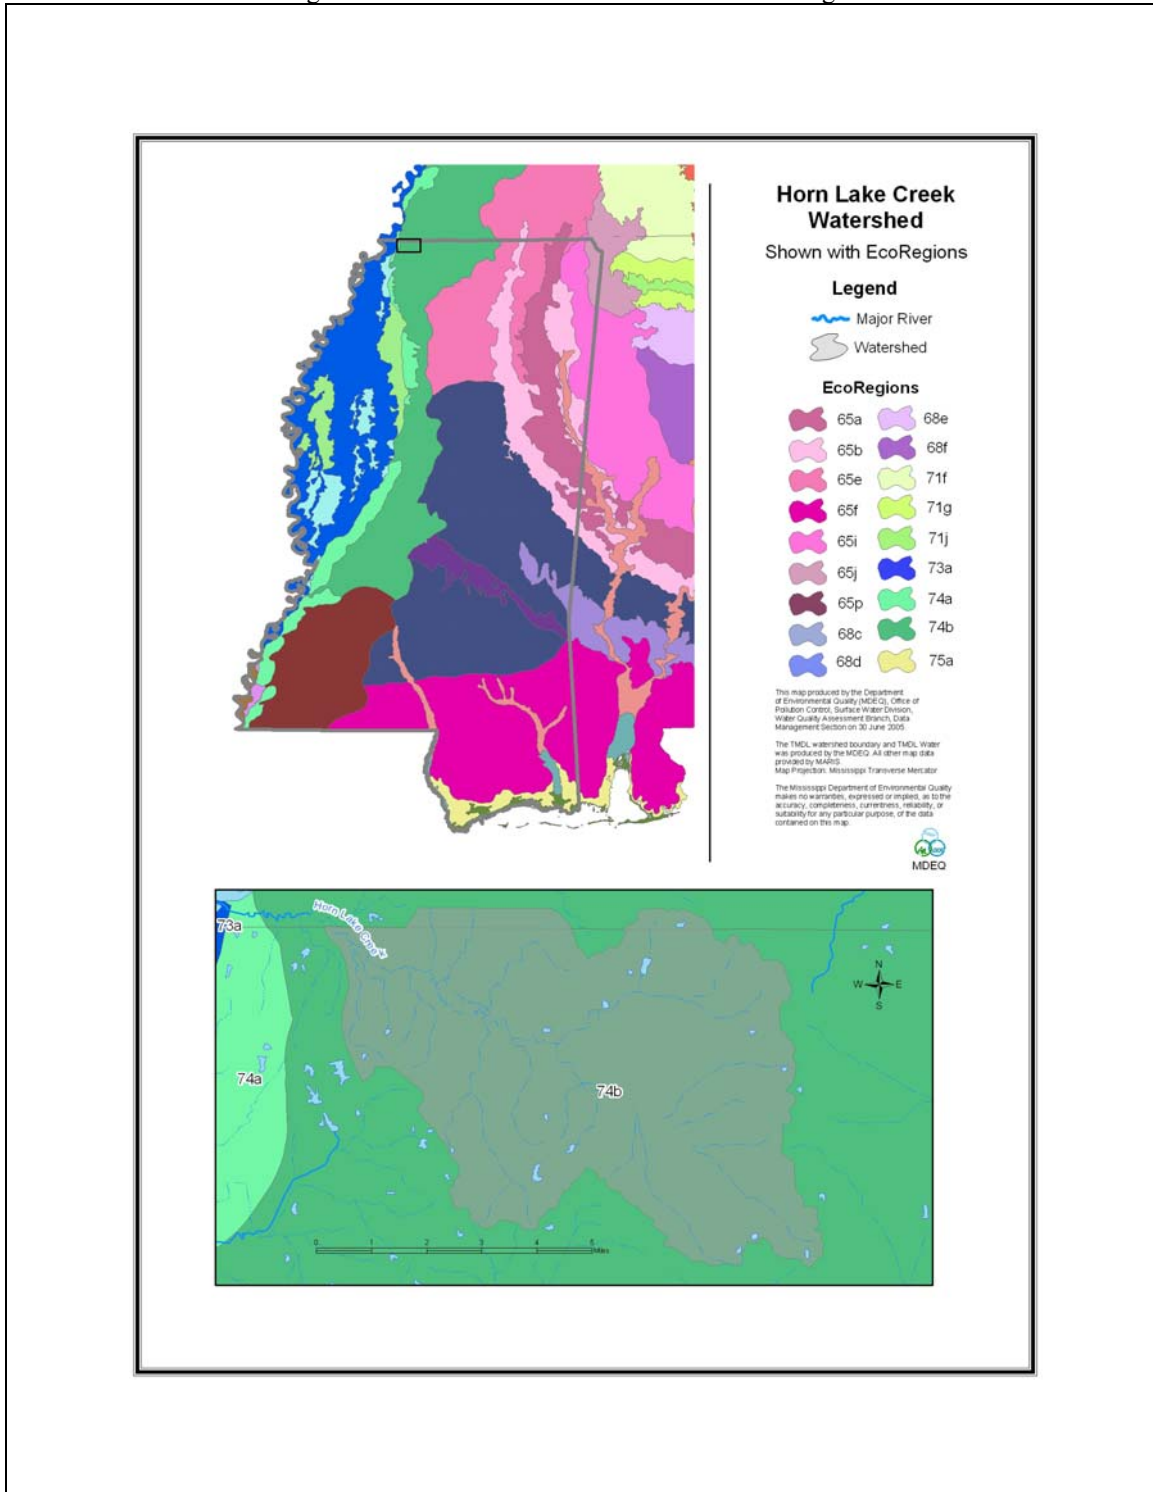 Horn Lake Creek
Watershed
Shown with EcoRegions
Legend
Major River
Watershed
EcoRegions
65a 68e
65b 68f
65e 71f
65f 71g
65i 71j
65j 73a
65p 74a
68c 74b
68d 75a
This map produced by the Department
of Environmental Quality (MDEQ), Office of
Pollution Control, Surface Water Division,
Water Quality Assessment Branch, Data
Management Section on 30 June 2005.
The TMDL watershed boundary and TMDL Water
was produced by the MDEQ. All other map data
provided by MARIS.
Map Projection: Mississippi Transverse Mercator
The Mississippi Department of Environmental Quality
makes no warranties, expressed or implied, as to the
accuracy, completeness, currentness, reliability, or
suitability for any particular purpose, of the data
contained on this map.
MDEQ
Horn Lake Creek
73a
N
W E
S
74a
74b
0 1 2 3 4 5
Miles